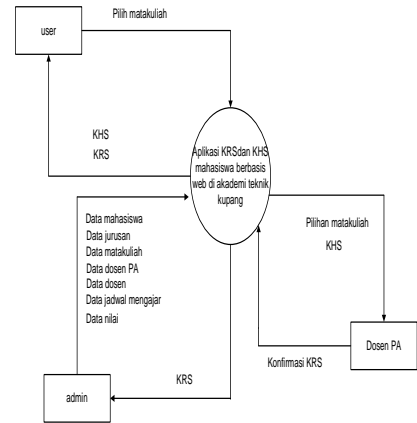 Pilih matakuliah
user
KHS
KRS
Aplikasi KRSdan KHS
mahasiswa berbasis
web di akademi teknik
kupang
Data mahasiswa
Data jurusan
Data matakuliah
Data dosen PA
Data dosen
Data jadwal mengajar
Data nilai
Pilihan matakuliah
KHS
Dosen PA
Konfirmasi KRS
KRS
admin